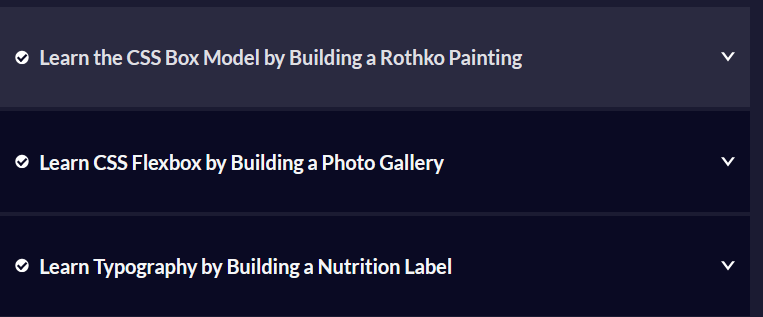 Learn the CSS Box Model by Building a Rothko Painting
Learn CSS Flexbox by Building a Photo Gallery
Learn Typography by Building a Nutrition Label